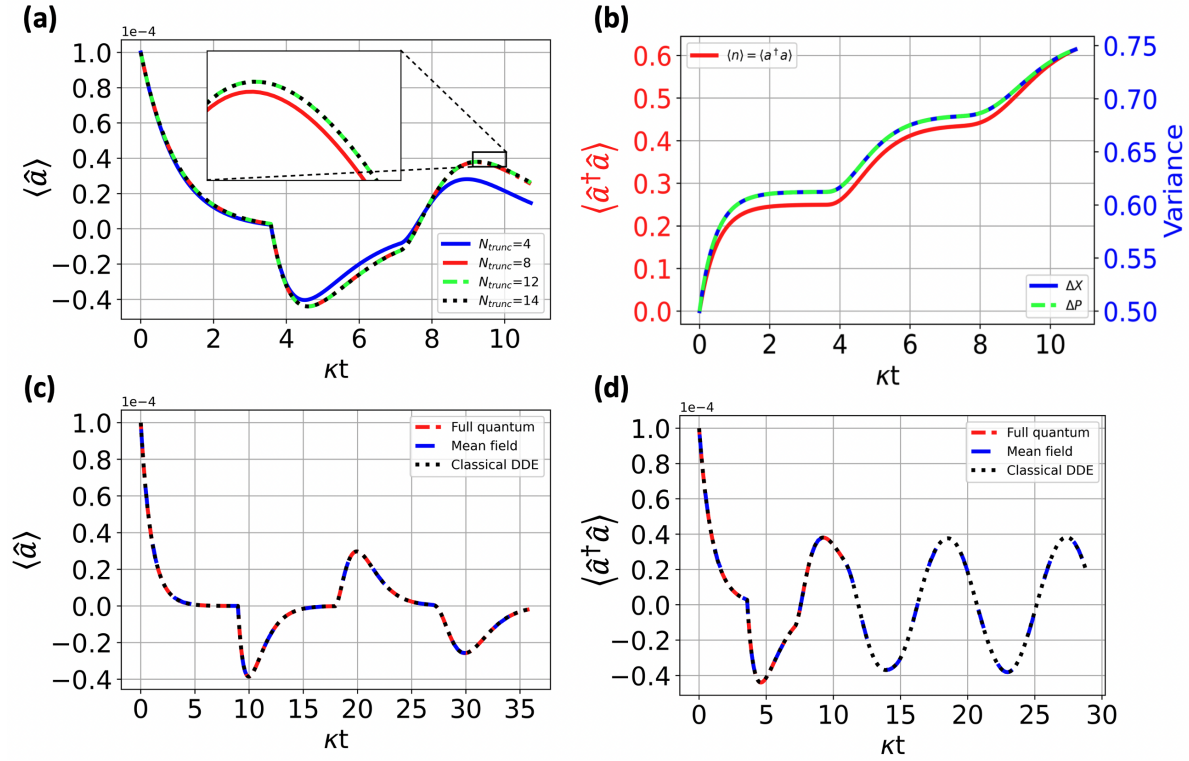 (a)
1e−4
1.0
0.8
0.6
0.4
0.2
0.0
−0.2
−0.4
⟨â⟩
N_trunc=4
N_trunc=8
N_trunc=12
N_trunc=14
0 2 4 6 8 10
κt
(b)
0.6
0.5
0.4
0.3
0.2
0.1
0.0
⟨â†â⟩
⟨n⟩ = ⟨a†a⟩
0.75
0.70
0.65
0.60
0.55
0.50
Variance
ΔX
ΔP
0 2 4 6 8 10
κt
(c)
1e−4
1.0
0.8
0.6
0.4
0.2
0.0
−0.2
−0.4
⟨â⟩
Full quantum
Mean field
Classical DDE
0 5 10 15 20 25 30 35
κt
(d)
1e−4
1.0
0.8
0.6
0.4
0.2
0.0
−0.2
−0.4
⟨â†â⟩
Full quantum
Mean field
Classical DDE
0 5 10 15 20 25 30
κt